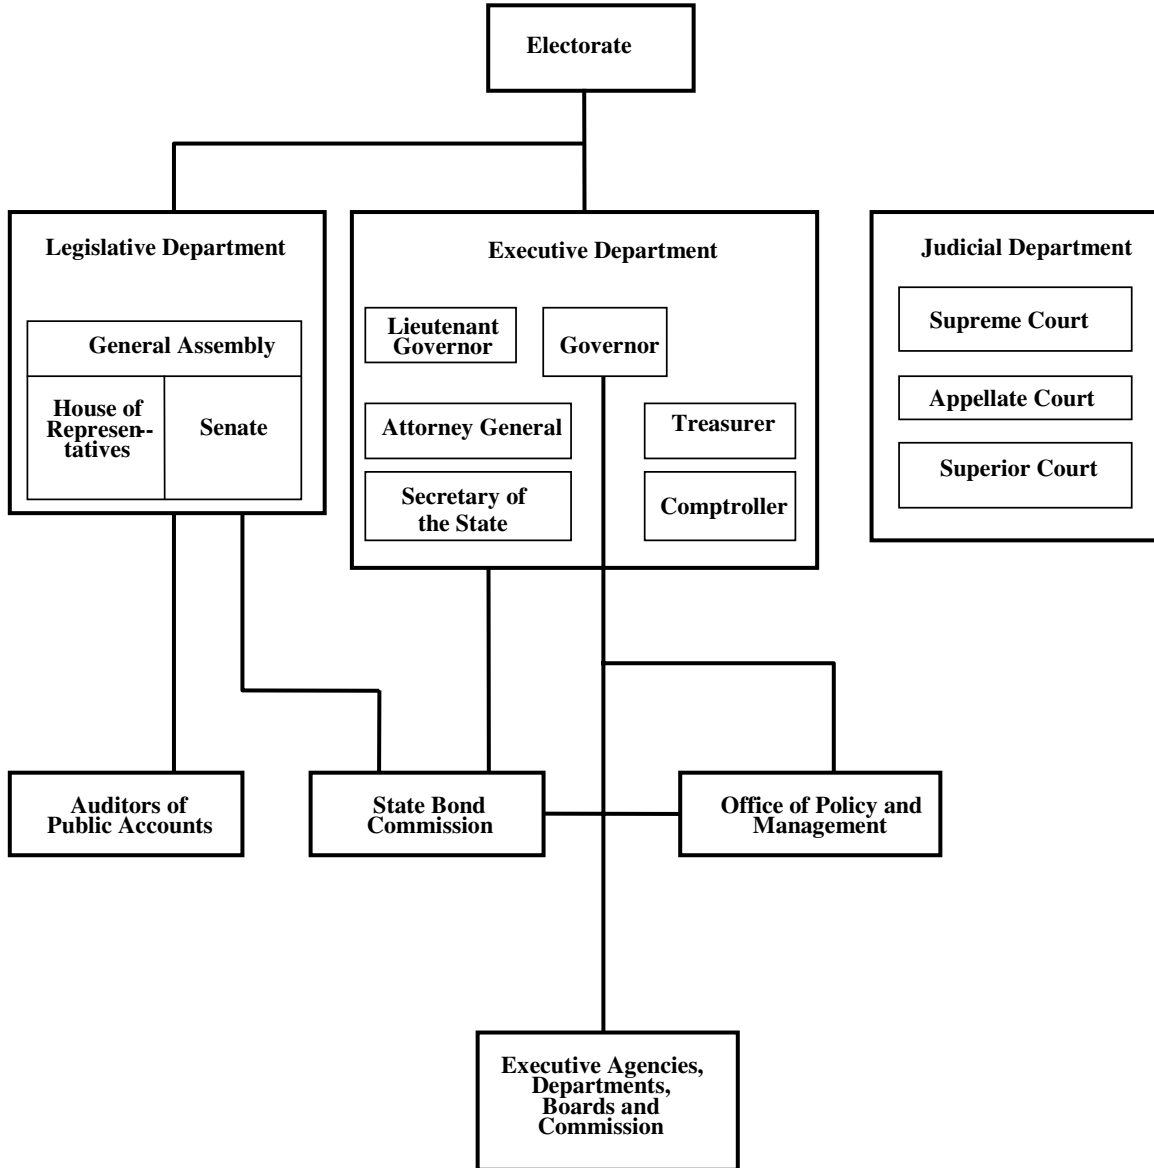 Electorate
Legislative Department
General Assembly
House of
Represen--
tatives
Senate
Executive Department
Lieutenant
Governor
Governor
Attorney General
Treasurer
Secretary of
the State
Comptroller
Judicial Department
Supreme Court
Appellate Court
Superior Court
Auditors of
Public Accounts
State Bond
Commission
Office of Policy and
Management
Executive Agencies,
Departments,
Boards and
Commission